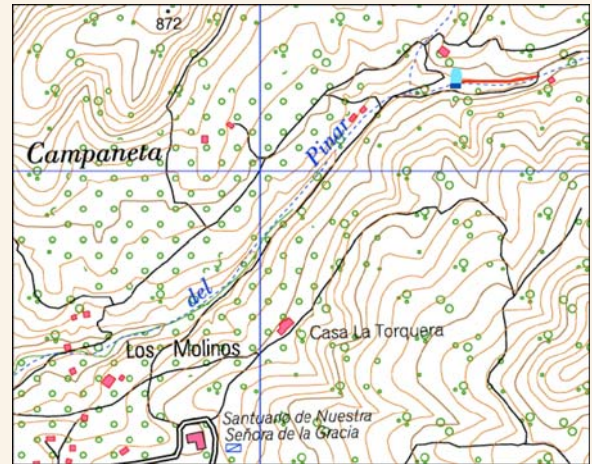 872
Campaneta
Pinar
del
Casa La Torquera
Los Molinos
Santuario de Nuestra
Señora de la Gracia